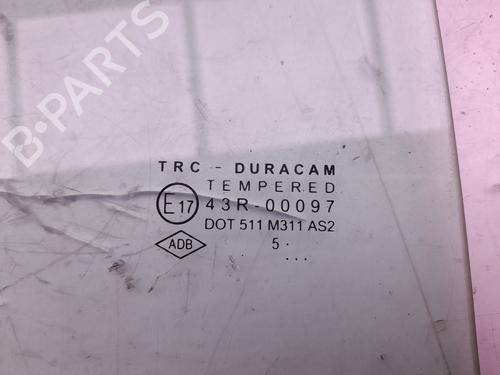 B-PARTS
TRC - DURACAM
TEMPERED
E17 43R-00097
DOT 511 M311 AS2
ADB 5 .
...